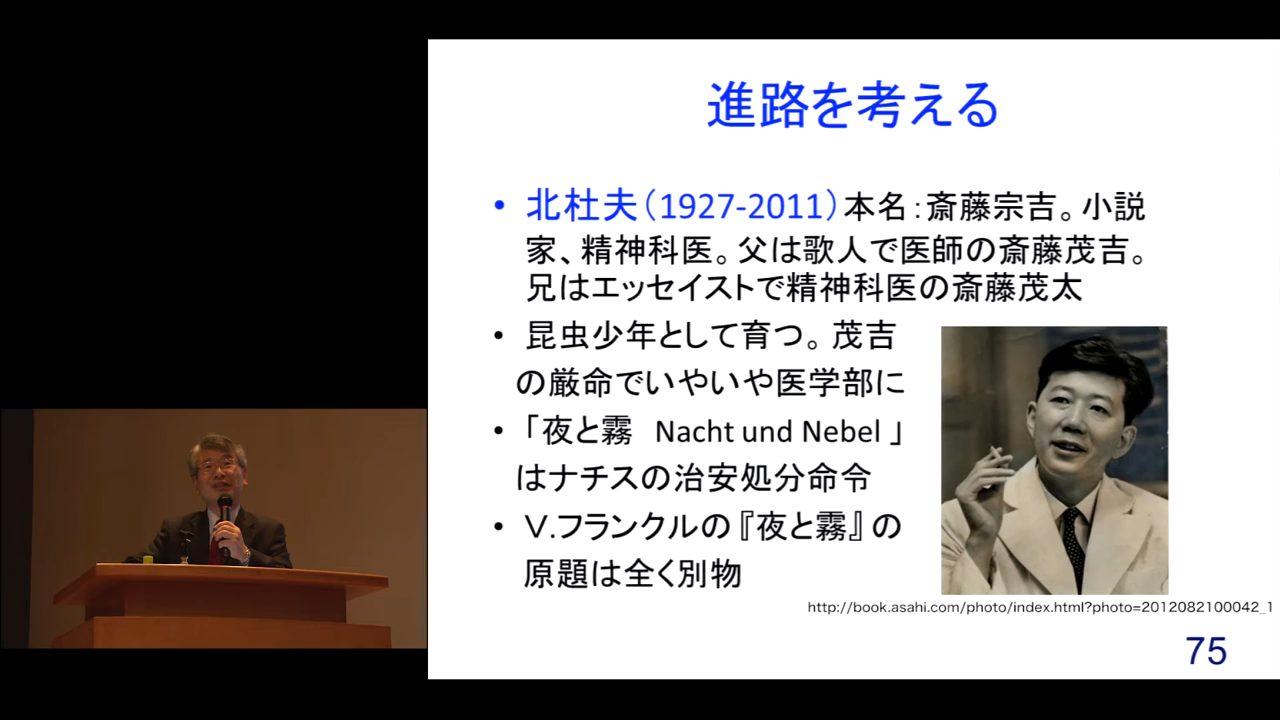 進路を考える
• 北杜夫（1927-2011）本名：斎藤宗吉。小説
家、精神科医。父は歌人で医師の斎藤茂吉。
兄はエッセイストで精神科医の斎藤茂太
• 昆虫少年として育つ。茂吉
の厳命でいやいや医学部に
• 「夜と霧　Nacht und Nebel 」
はナチスの治安処分命令
• Ｖ.フランクルの『夜と霧』の
原題は全く別物
http://book.asahi.com/photo/index.html?photo=2012082100042_1
75